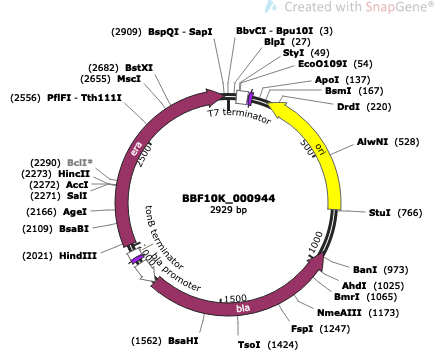 Created with SnapGene®
(2909) BspQI - SapI
BbvCI - Bpu10I (3)
BlpI (27)
StyI (49)
EcoO109I (54)
ApoI (137)
BsmI (167)
DrdI (220)
AlwNI (528)
StuI (766)
BanI (973)
AhdI (1025)
BmrI (1065)
NmeAIII (1173)
FspI (1247)
TsoI (1424)
(1562) BsaHI
(2021) HindIII
(2109) BsaBI
(2166) AgeI
(2271) SalI
(2272) AccI
(2273) HincII
(2290) BclI*
(2556) PflFI - Tth111I
(2655) MscI
(2682) BstXI
T7 terminator
ori
era
bla
bla promoter
tonB terminator
500
1000
1500
2500
BBF10K_000944
2929 bp